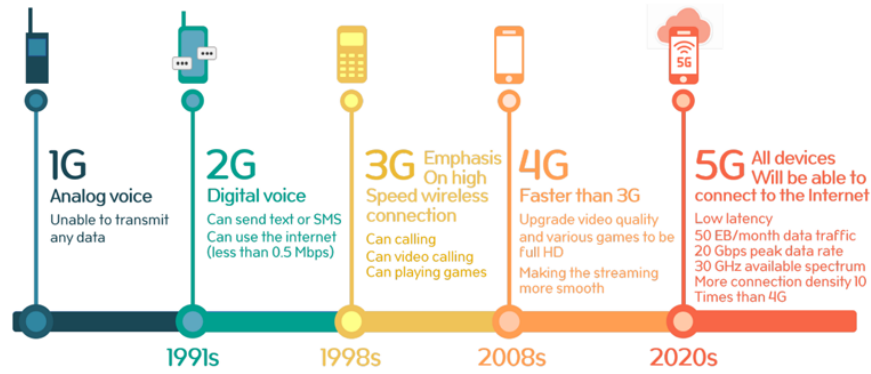 5G
1G
Analog voice
Unable to transmit
any data
2G
Digital voice
Can send text or SMS
Can use the internet
(less than 0.5 Mbps)
3G Emphasis
On high
Speed wireless
connection
Can calling
Can video calling
Can playing games
4G
Faster than 3G
Upgrade video quality
and various games to be
full HD
Making the streaming
more smooth
5G All devices
Will be able to
connect to the Internet
Low latency
50 EB/month data traffic
20 Gbps peak data rate
30 GHz available spectrum
More connection density 10
Times than 4G
1991s
1998s
2008s
2020s